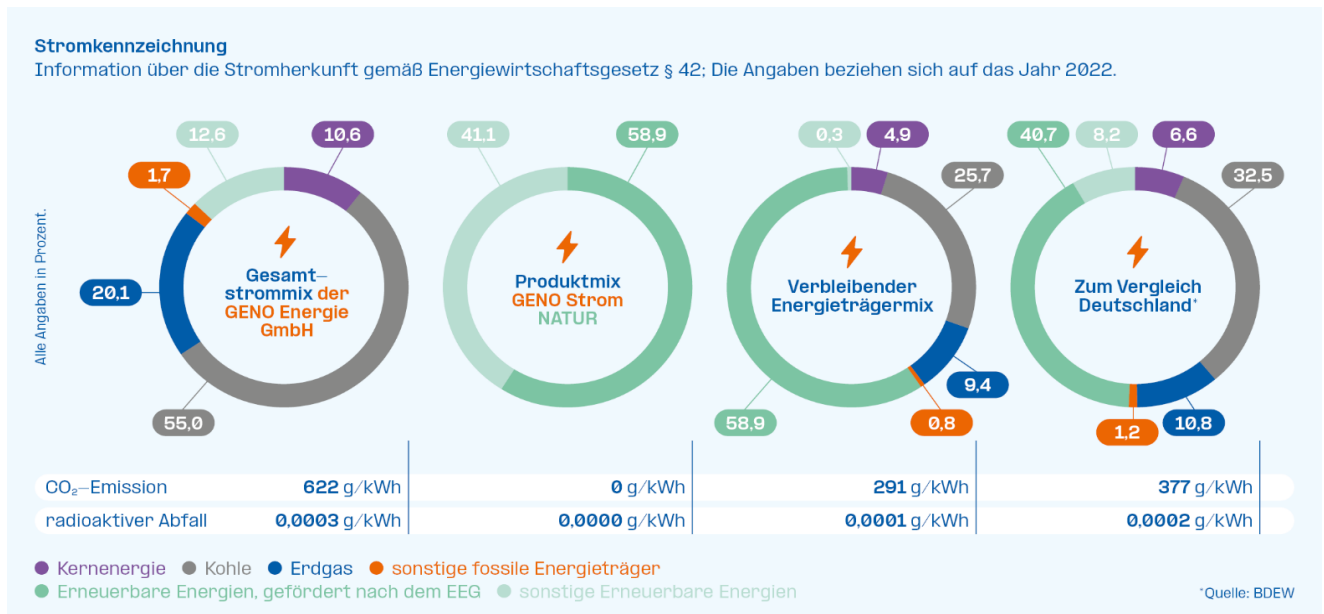 Stromkennzeichnung
Information über die Stromherkunft gemäß Energiewirtschaftsgesetz § 42; Die Angaben beziehen sich auf das Jahr 2022.
Alle Angaben in Prozent.
12,6
10,6
1,7
20,1
55,0
Gesamt–
strommix der
GENO Energie
GmbH
41,1
58,9
Produktmix
GENO Strom
NATUR
0,3
4,9
25,7
9,4
0,8
58,9
Verbleibender
Energieträgermix
40,7
8,2
6,6
32,5
10,8
1,2
Zum Vergleich
Deutschland*
CO₂–Emission 622 g/kWh 0 g/kWh 291 g/kWh 377 g/kWh
radioaktiver Abfall 0,0003 g/kWh 0,0000 g/kWh 0,0001 g/kWh 0,0002 g/kWh
Kernenergie Kohle Erdgas sonstige fossile Energieträger
Erneuerbare Energien, gefördert nach dem EEG sonstige Erneuerbare Energien
*Quelle: BDEW